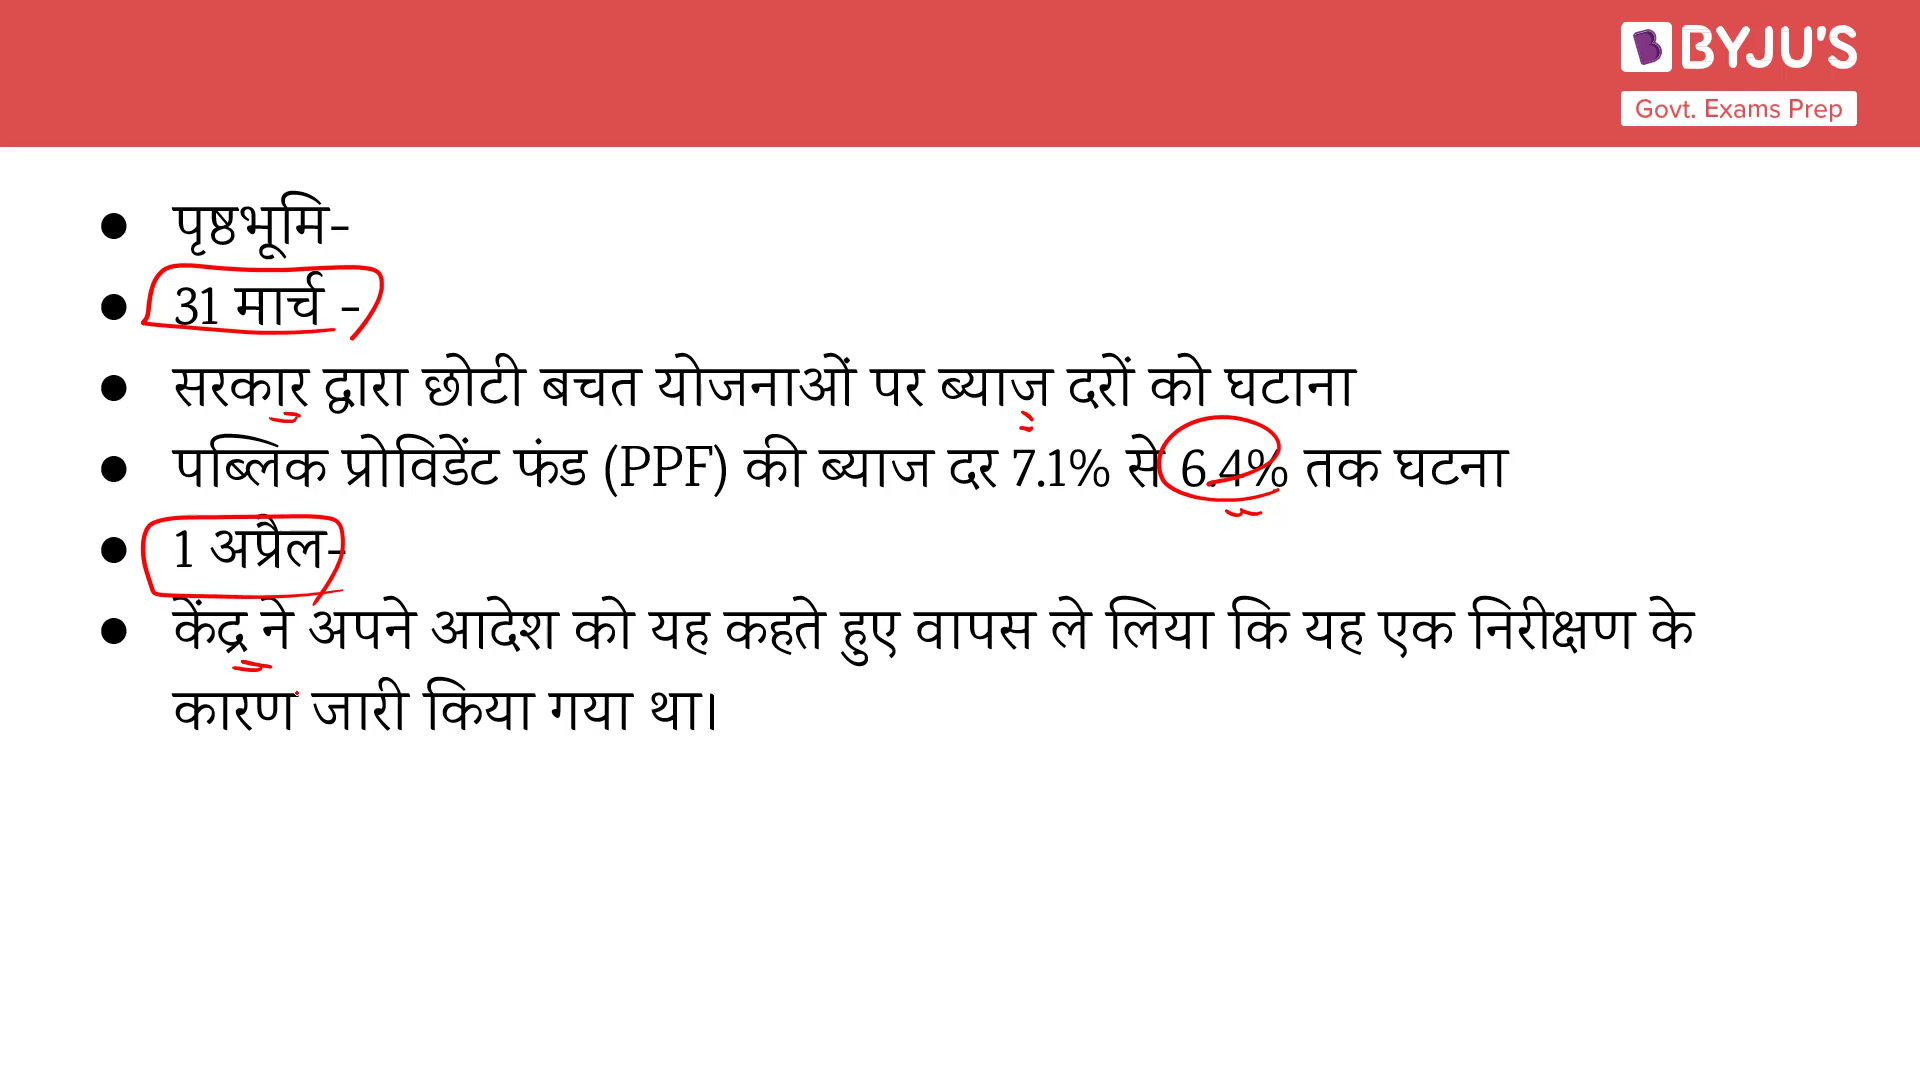 BYJU'S
Govt. Exams Prep
● पृष्ठभूमि-
● 31 मार्च -
● सरकार द्वारा छोटी बचत योजनाओं पर ब्याज दरों को घटाना
● पब्लिक प्रोविडेंट फंड (PPF) की ब्याज दर 7.1% से 6.4% तक घटना
● 1 अप्रैल-
● केंद्र ने अपने आदेश को यह कहते हुए वापस ले लिया कि यह एक निरीक्षण के
कारण जारी किया गया था।